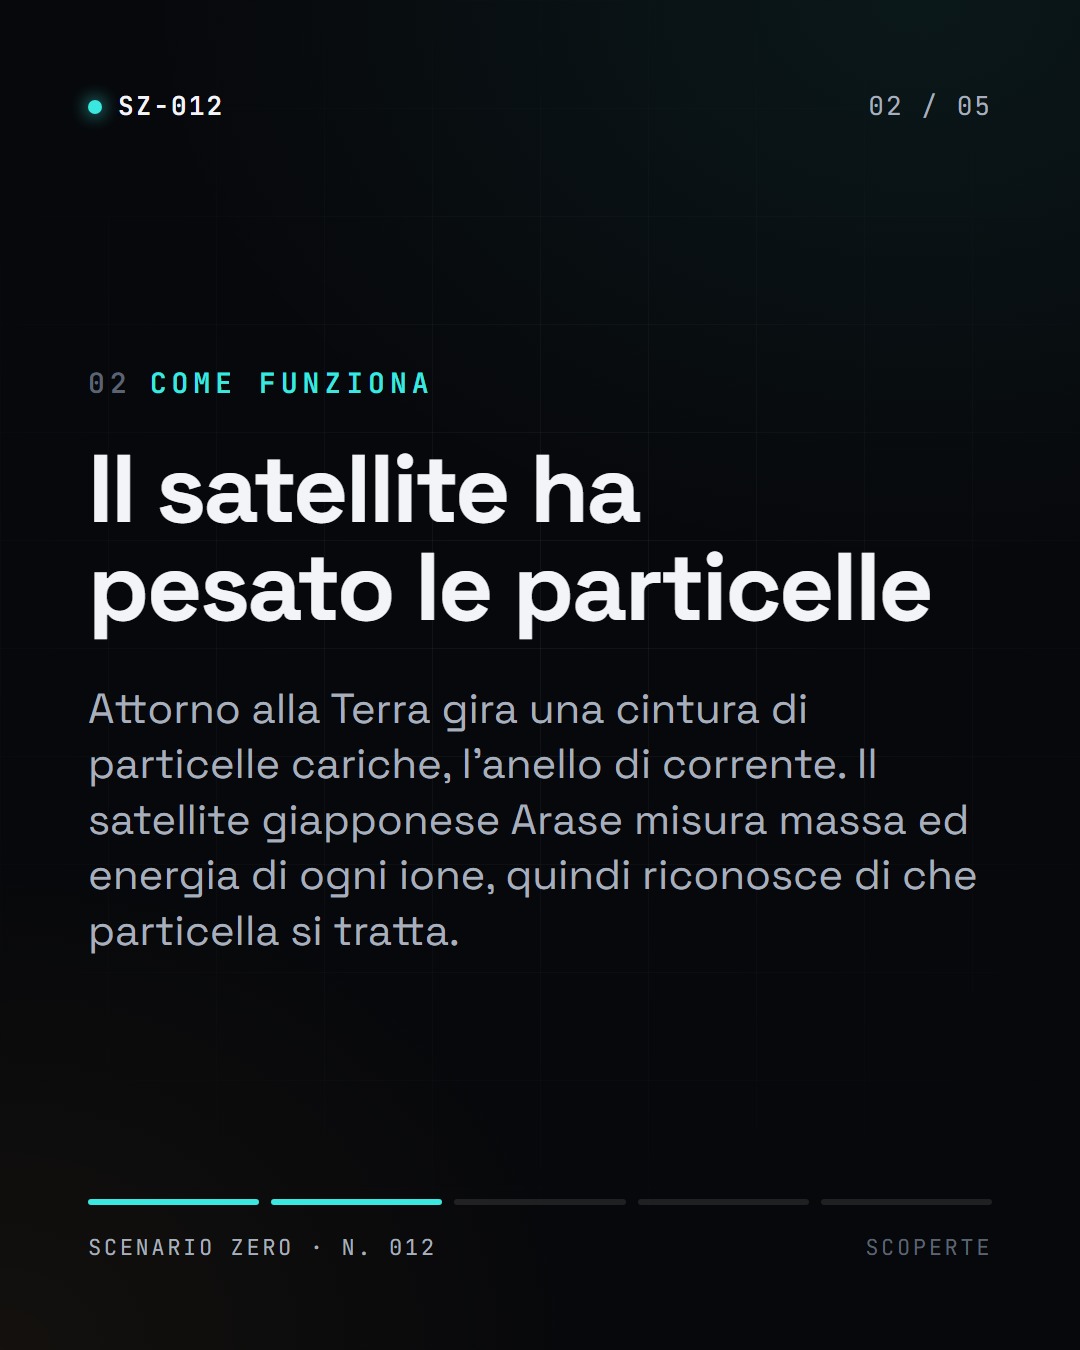 SZ-012
02 / 05
02 COME FUNZIONA
Il satellite ha
pesato le particelle
Attorno alla Terra gira una cintura di
particelle cariche, l’anello di corrente. Il
satellite giapponese Arase misura massa ed
energia di ogni ione, quindi riconosce di che
particella si tratta.
SCENARIO ZERO · N. 012
SCOPERTE